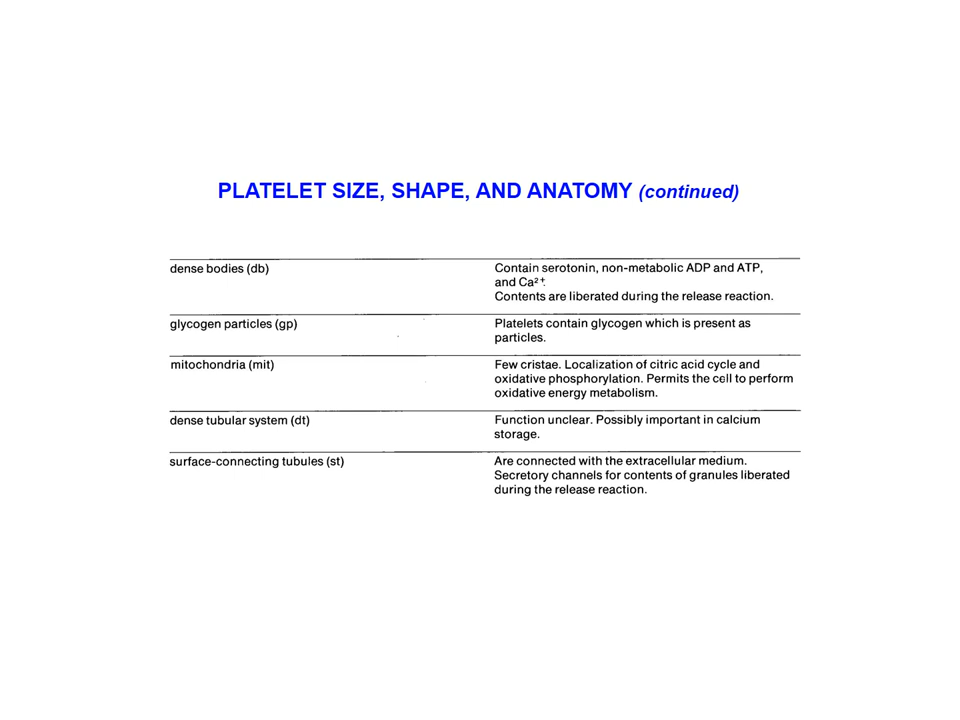 PLATELET SIZE, SHAPE, AND ANATOMY (continued)
dense bodies (db)
Contain serotonin, non-metabolic ADP and ATP,
and Ca²⁺.
Contents are liberated during the release reaction.
glycogen particles (gp)
Platelets contain glycogen which is present as
particles.
mitochondria (mit)
Few cristae. Localization of citric acid cycle and
oxidative phosphorylation. Permits the cell to perform
oxidative energy metabolism.
dense tubular system (dt)
Function unclear. Possibly important in calcium
storage.
surface-connecting tubules (st)
Are connected with the extracellular medium.
Secretory channels for contents of granules liberated
during the release reaction.